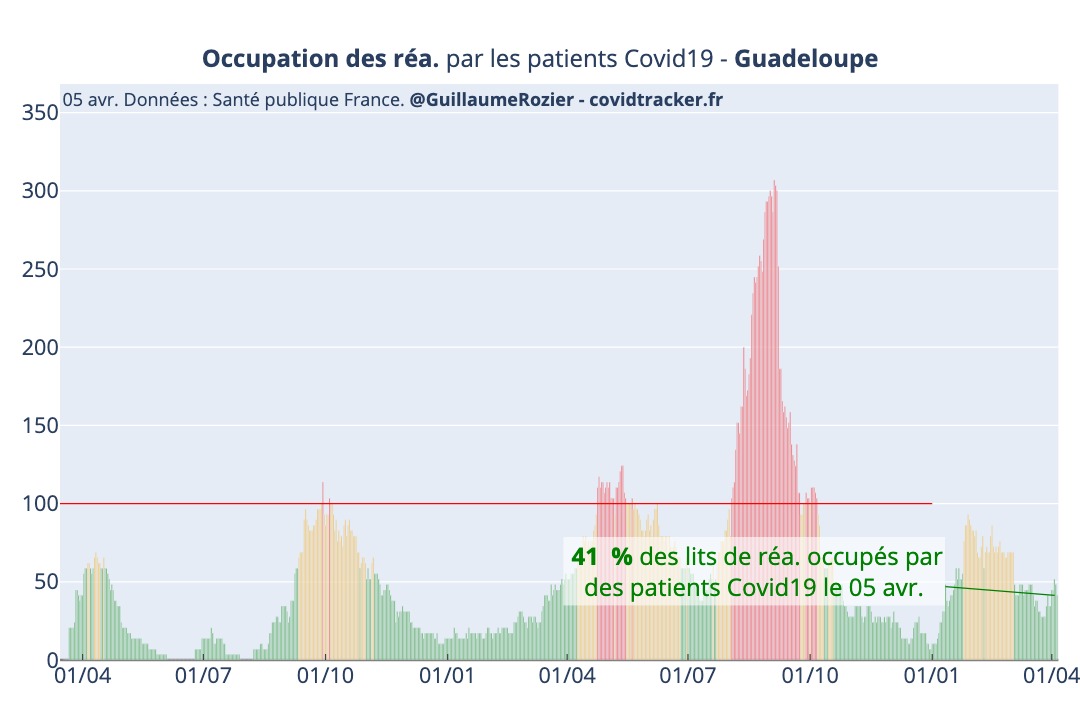 Occupation des réa. par les patients Covid19 - Guadeloupe
05 avr. Données : Santé publique France. @GuillaumeRozier - covidtracker.fr
350
300
250
200
150
100
50
0
41 % des lits de réa. occupés par
des patients Covid19 le 05 avr.
01/04 01/07 01/10 01/01 01/04 01/07 01/10 01/01 01/04